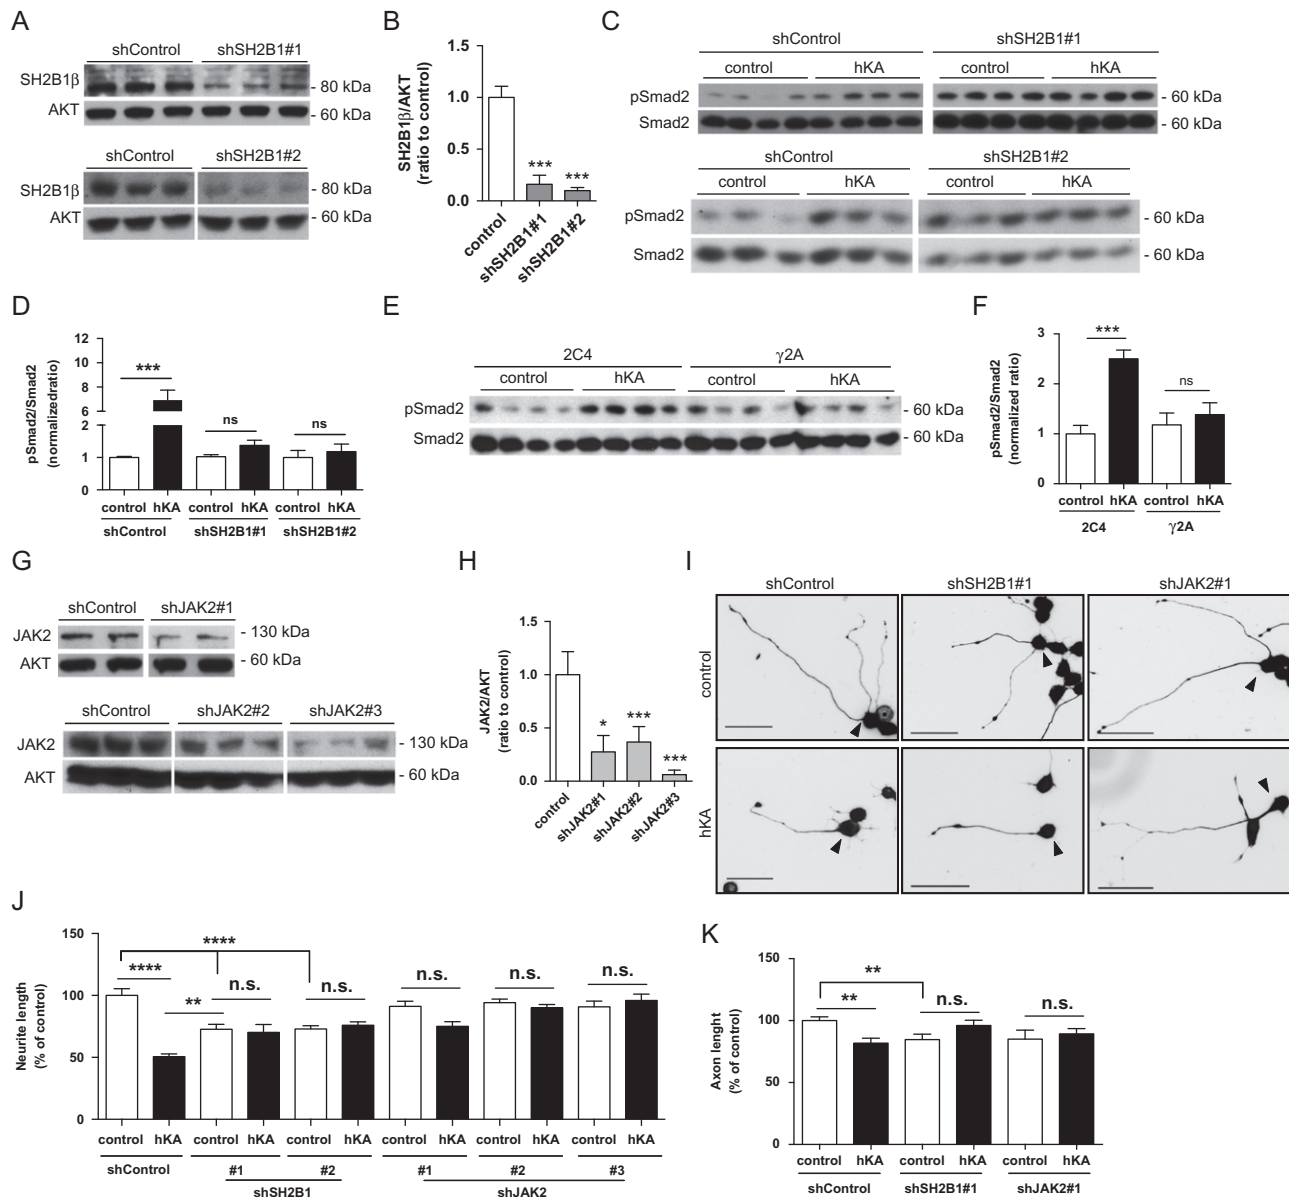 A
shControl shSH2B1#1
SH2B1β - 80 kDa
AKT - 60 kDa
shControl shSH2B1#2
SH2B1β - 80 kDa
AKT - 60 kDa
B
SH2B1β/AKT
(ratio to control)
1.5
1.0
0.5
0.0
***
***
control
shSH2B1#1
shSH2B1#2
C
shControl shSH2B1#1
control hKA control hKA
pSmad2 - 60 kDa
Smad2
shControl shSH2B1#2
control hKA control hKA
pSmad2 - 60 kDa
Smad2
D
pSmad2/Smad2
(normalizedratio)
12
10
8
6
2
1
0
*** ns ns
control hKA control hKA control hKA
shControl shSH2B1#1 shSH2B1#2
E
2C4 γ2A
control hKA control hKA
pSmad2 - 60 kDa
Smad2 - 60 kDa
F
pSmad2/Smad2
(normalized ratio)
3
2
1
0
*** ns
control hKA control hKA
2C4 γ2A
G
shControl shJAK2#1
JAK2 - 130 kDa
AKT - 60 kDa
shControl shJAK2#2 shJAK2#3
JAK2 - 130 kDa
AKT - 60 kDa
H
JAK2/AKT
(ratio to control)
1.5
1.0
0.5
0.0
* *** ***
control
shJAK2#1
shJAK2#2
shJAK2#3
I
shControl shSH2B1#1 shJAK2#1
control
hKA
J
Neurite length
(% of control)
150
100
50
0
****
**** ** n.s. n.s. n.s. n.s. n.s.
control hKA control hKA control hKA control hKA control hKA control hKA
shControl #1 #2 #1 #2 #3
shSH2B1 shJAK2
K
Axon lenght
(% of control)
150
100
50
0
**
** n.s. n.s.
control hKA control hKA control hKA
shControl shSH2B1#1 shJAK2#1